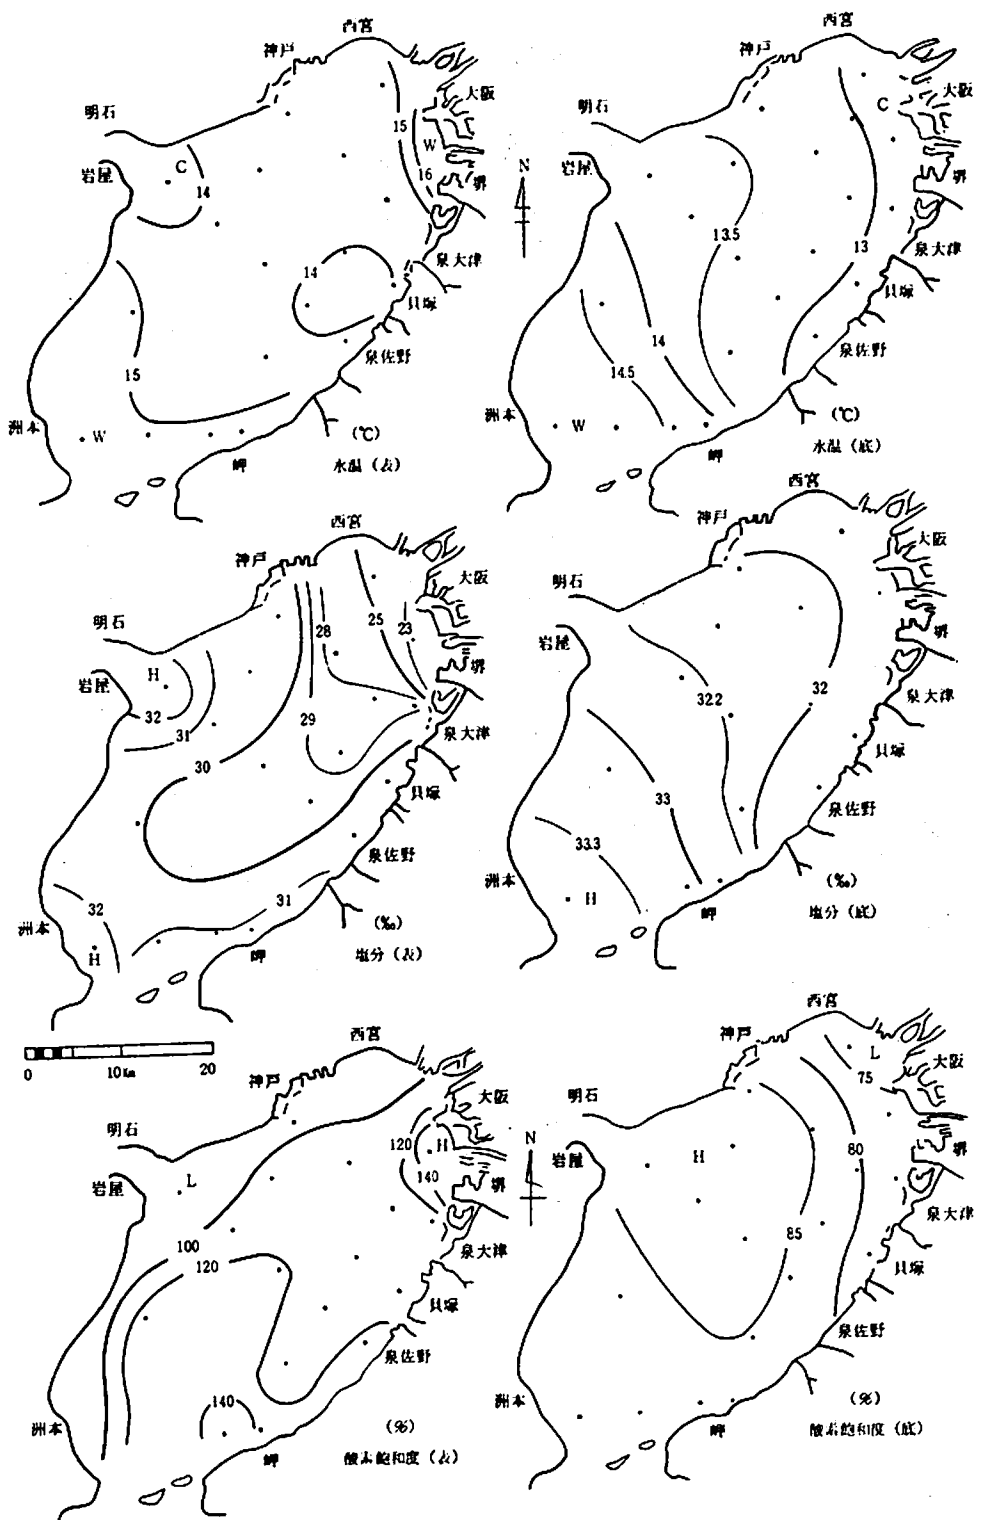 西宮
神戸
大阪
明石
C
15
W
16
岩屋
14
堺
泉大津
14
貝塚
泉佐野
15
洲本
W
(℃)
岬
水温（表）
N
西宮
神戸
13
C
大阪
明石
岩屋
堺
13.5
13
泉大津
貝塚
泉佐野
14
14.5
洲本
W
(℃)
岬
水温（底）
西宮
神戸
大阪
明石
28
25
23
H
岩屋
堺
32
31
29
泉大津
30
貝塚
泉佐野
32
31
洲本
(‰)
H
岬
塩分（表）
西宮
神戸
大阪
明石
岩屋
堺
32.2
32
泉大津
貝塚
33
泉佐野
33.3
洲本
H
(‰)
岬
塩分（底）
0
10Km
20
西宮
神戸
大阪
明石
120
H
岩屋
L
140
堺
100
泉大津
120
貝塚
泉佐野
140
洲本
(%)
岬
酸素飽和度（表）
N
西宮
神戸
L
大阪
75
明石
岩屋
H
80
堺
泉大津
85
貝塚
泉佐野
洲本
(%)
岬
酸素飽和度（底）